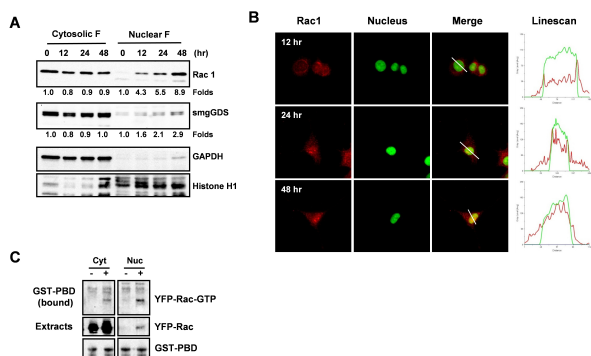 A
Cytosolic F Nuclear F
0 12 24 48 0 12 24 48 (hr)
Rac 1
1.0 0.8 0.9 0.9 1.0 4.3 5.5 8.9
Folds
smgGDS
1.0 0.8 0.9 1.0 1.0 1.6 2.1 2.9
Folds
GAPDH
Histone H1
B
Rac1 Nucleus Merge Linescan
12 hr
24 hr
48 hr
C
Cyt Nuc
- + - +
GST-PBD
(bound)
YFP-Rac-GTP
Extracts
YFP-Rac
GST-PBD